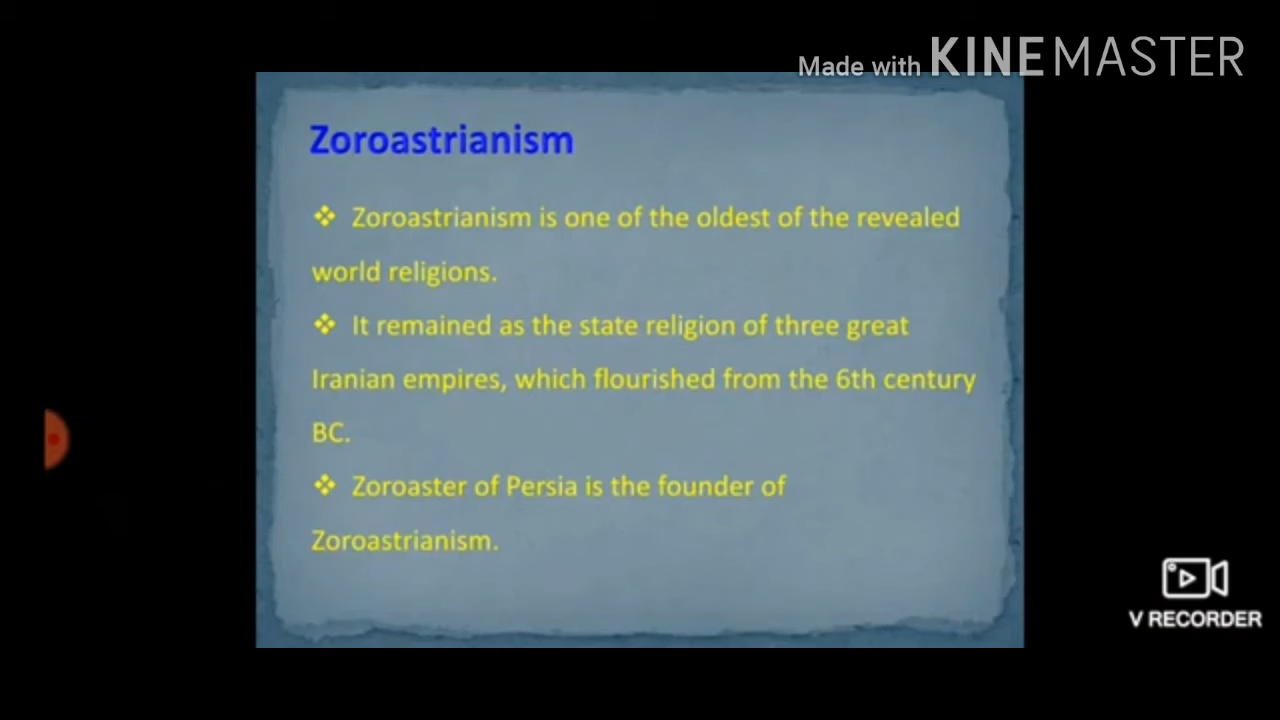 Made with KINEMASTER
Zoroastrianism
❖ Zoroastrianism is one of the oldest of the revealed
world religions.
❖ It remained as the state religion of three great
Iranian empires, which flourished from the 6th century
BC.
❖ Zoroaster of Persia is the founder of
Zoroastrianism.
V RECORDER